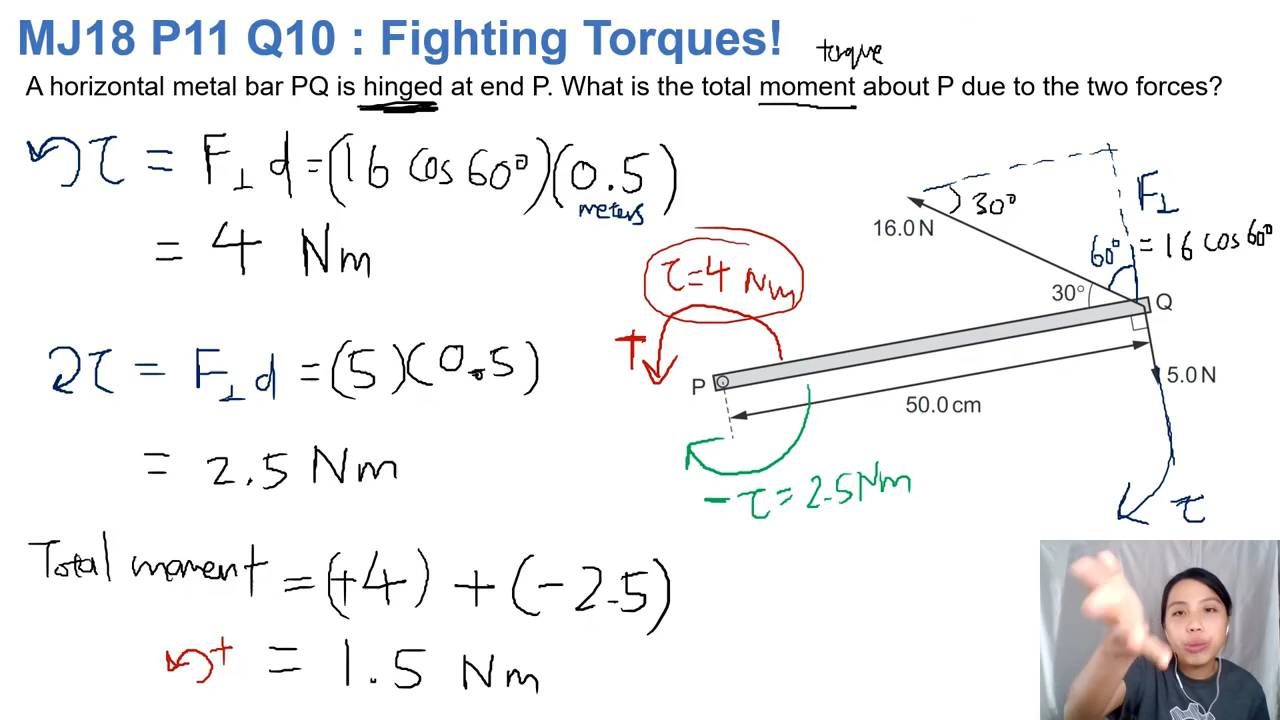 MJ18 P11 Q10 : Fighting Torques!
torque
A horizontal metal bar PQ is hinged at end P. What is the total moment about P due to the two forces?
τ = F⊥ d = (16 cos 60°)(0.5)
meters
= 4 Nm
τ = F⊥ d = (5)(0.5)
= 2.5 Nm
Total moment = (+4) + (-2.5)
+ = 1.5 Nm
30°
F⊥
= 16 cos 60°
16.0 N
60°
30°
Q
τ = 4 Nm
+
P
50.0 cm
5.0 N
- τ = 2.5 Nm
τ